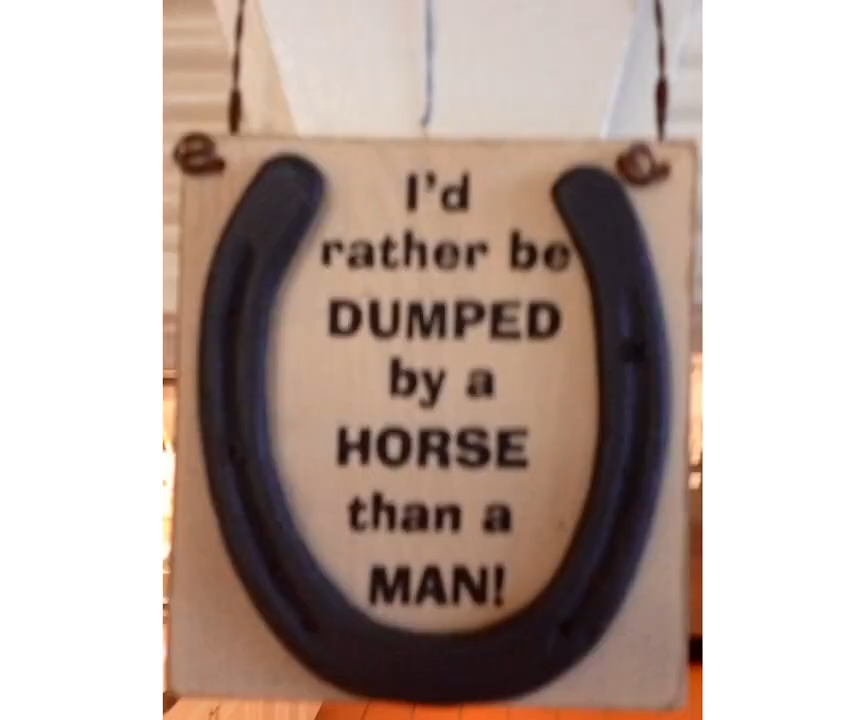 I'd
rather be
DUMPED
by a
HORSE
than a
MAN!